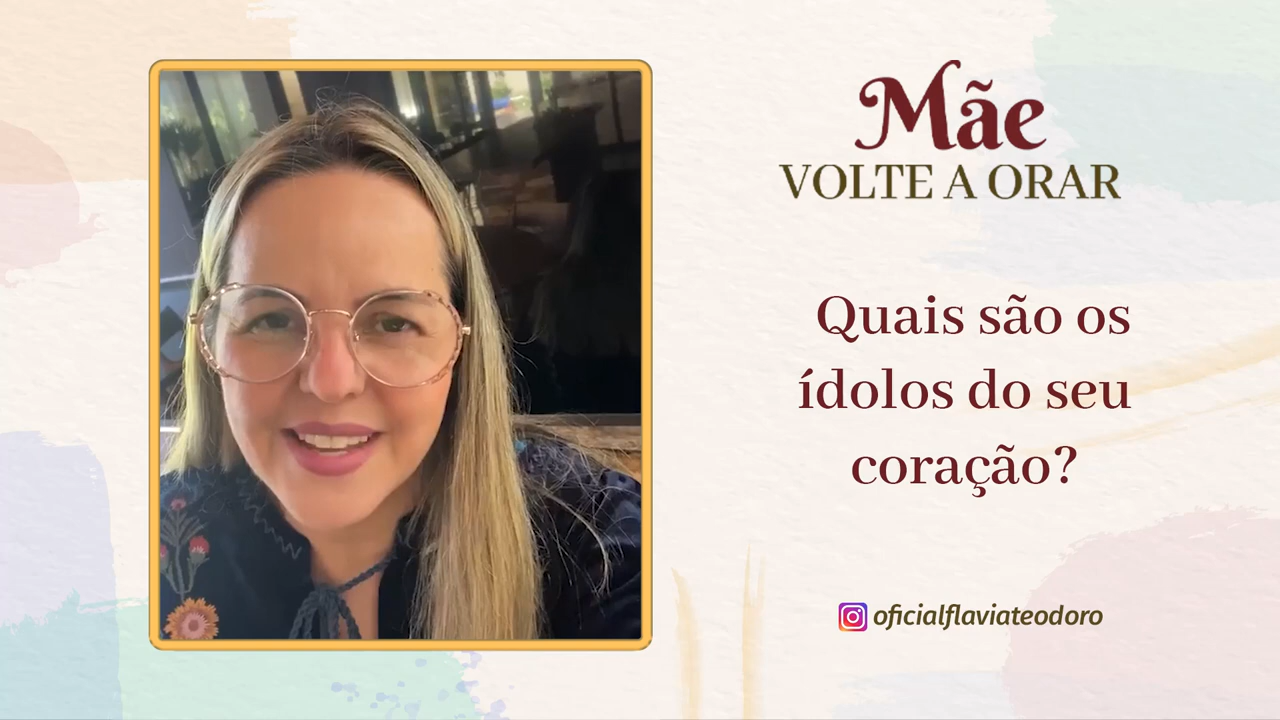 Mãe
VOLTE A ORAR
Quais são os
ídolos do seu
coração?
oficialflaviateodoro